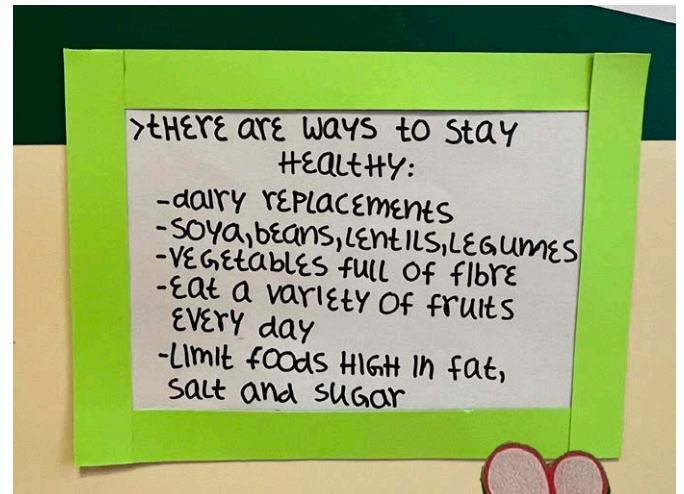 >tHErE arE ways to stay
HEaLtHy:
-dairy rEPLacEmEnts
-soya,bEans,LEntILs,LEGumEs
-VEGEtabLEs fuLL of fIbrE
-Eat a varIEty of fruIts
EVEry day
-LImIt foods HIGH In fat,
saLt and suGar